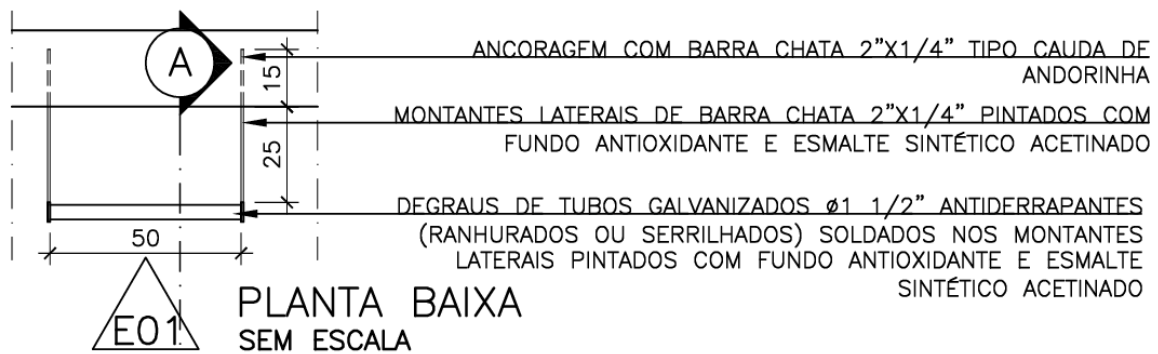 A
15
ANCORAGEM COM BARRA CHATA 2"X1/4" TIPO CAUDA DE
ANDORINHA
MONTANTES LATERAIS DE BARRA CHATA 2"X1/4" PINTADOS COM
FUNDO ANTIOXIDANTE E ESMALTE SINTÉTICO ACETINADO
25
DEGRAUS DE TUBOS GALVANIZADOS ø1 1/2" ANTIDERRAPANTES
(RANHURADOS OU SERRILHADOS) SOLDADOS NOS MONTANTES
LATERAIS PINTADOS COM FUNDO ANTIOXIDANTE E ESMALTE
SINTÉTICO ACETINADO
50
E01
PLANTA BAIXA
SEM ESCALA